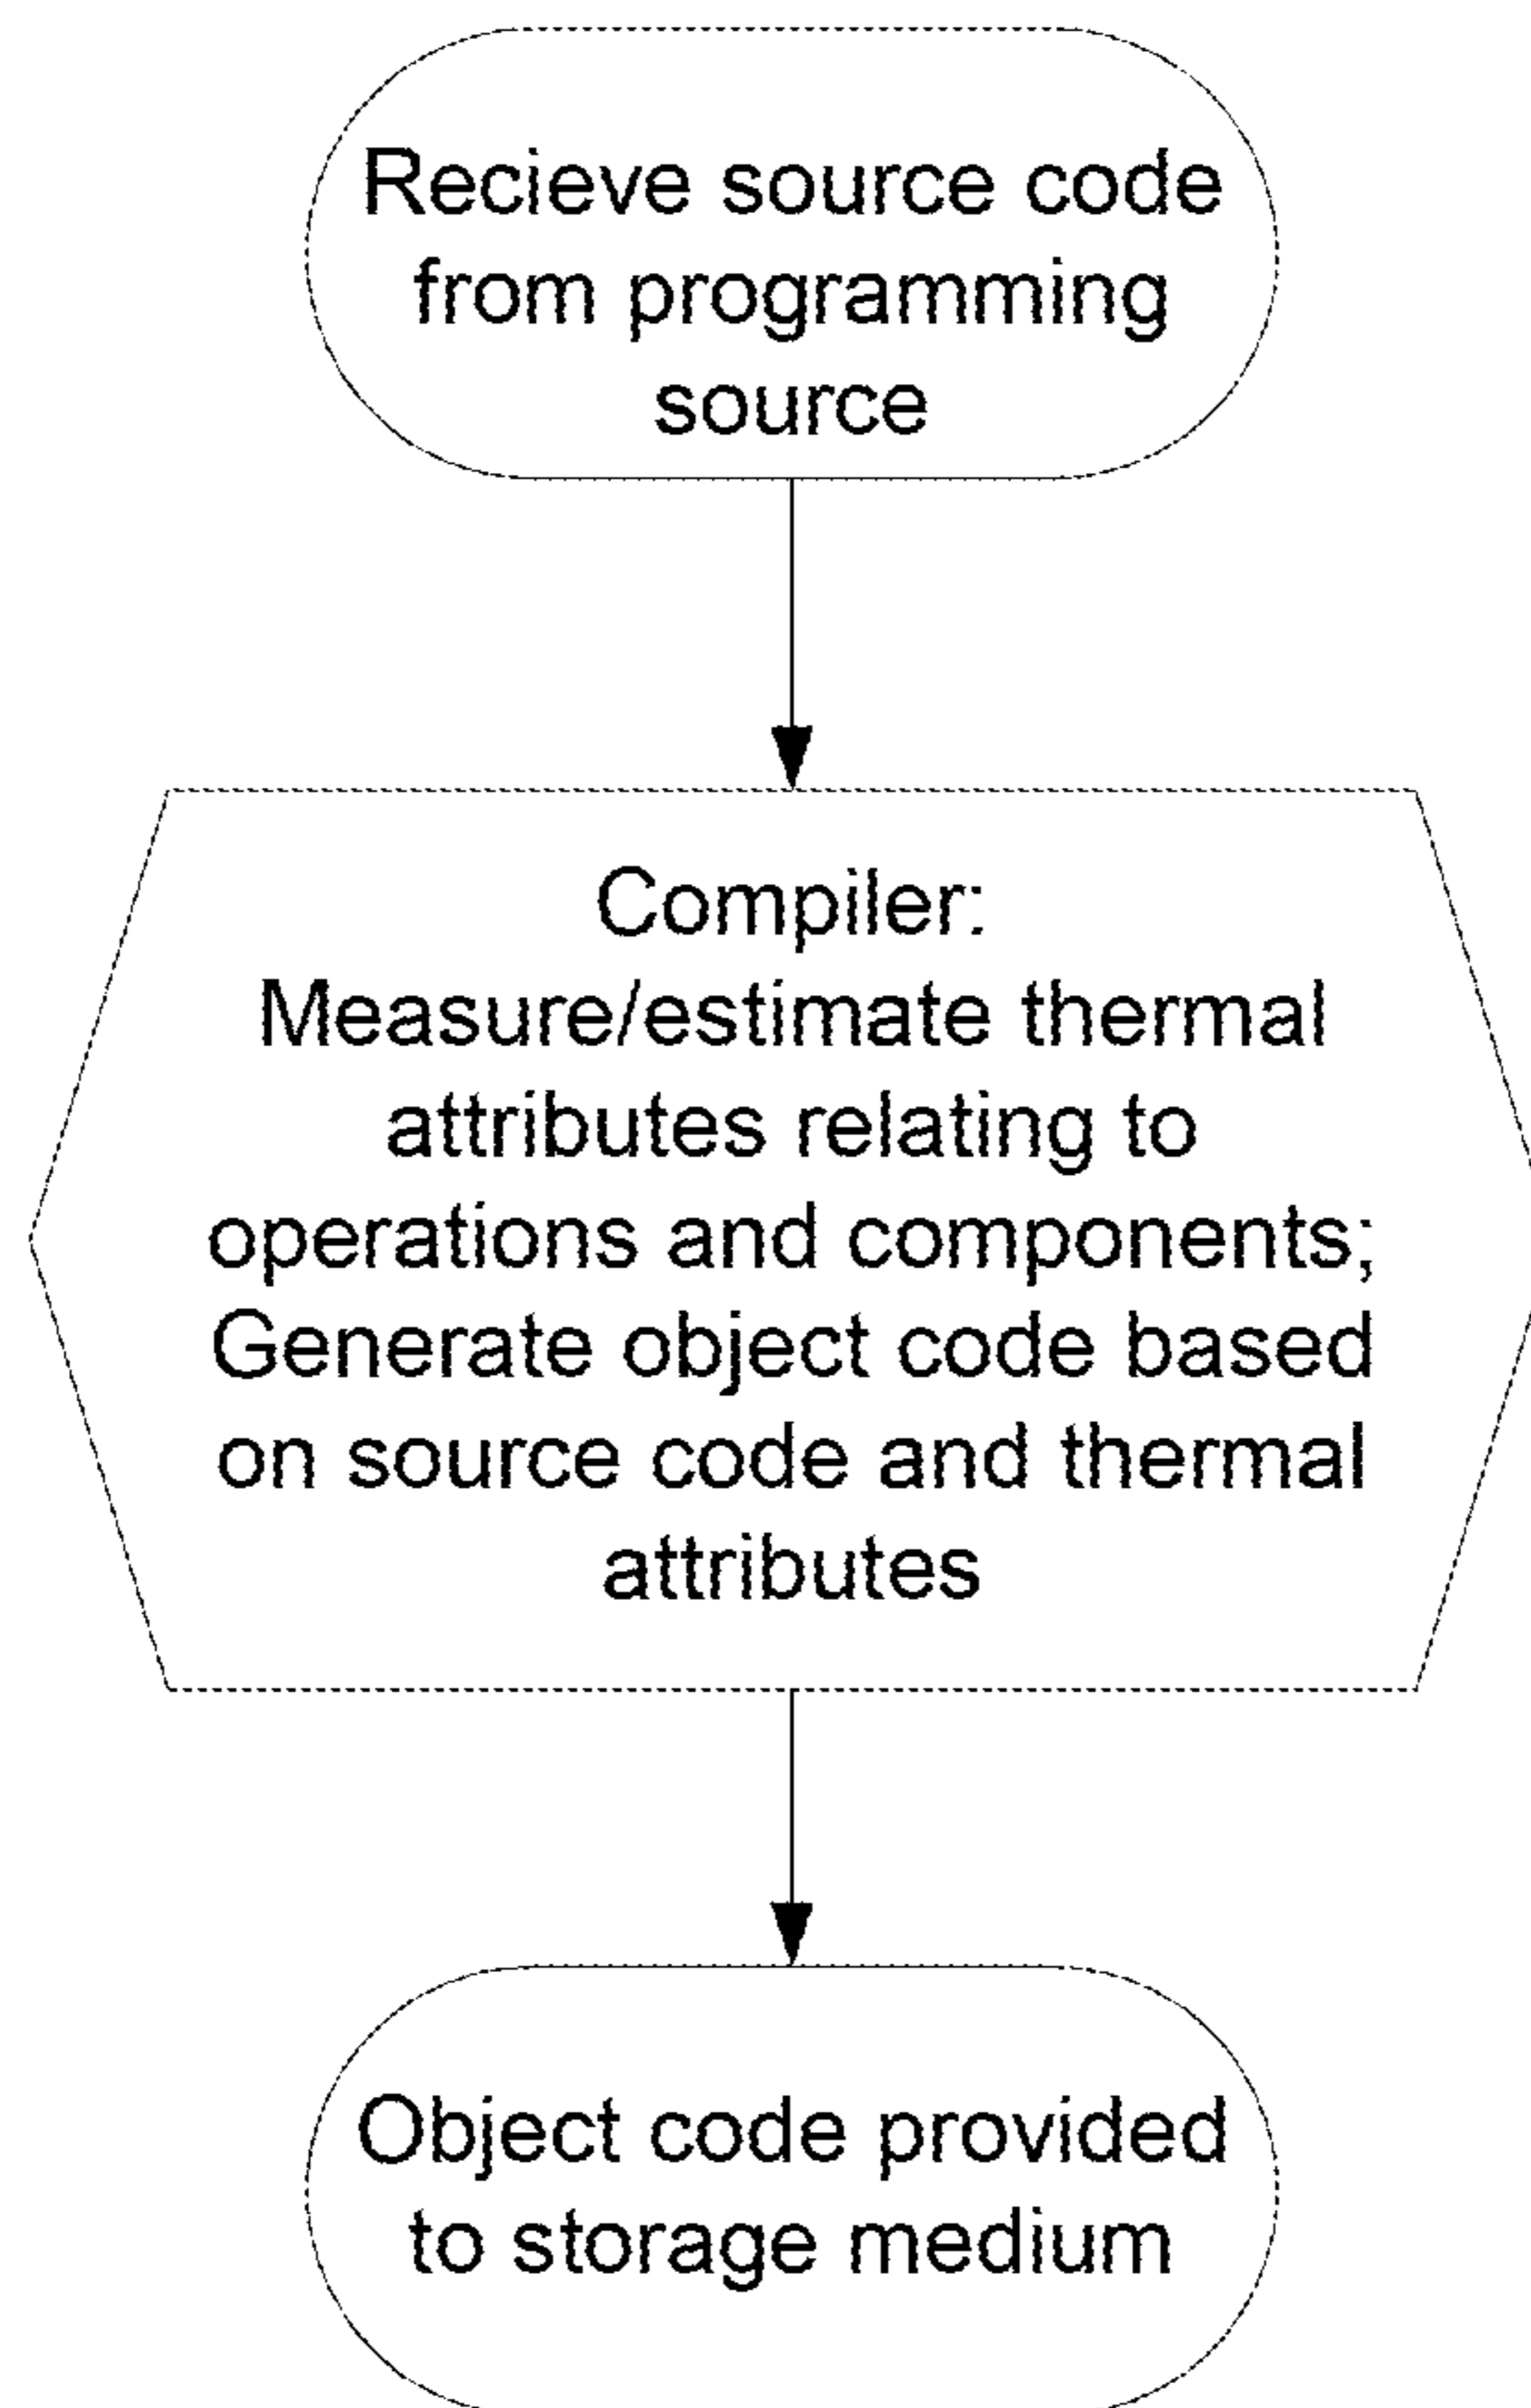 Recieve source code
from programming
source
Compiler:
Measure/estimate thermal
attributes relating to
operations and components;
Generate object code based
on source code and thermal
attributes
Object code provided
to storage medium